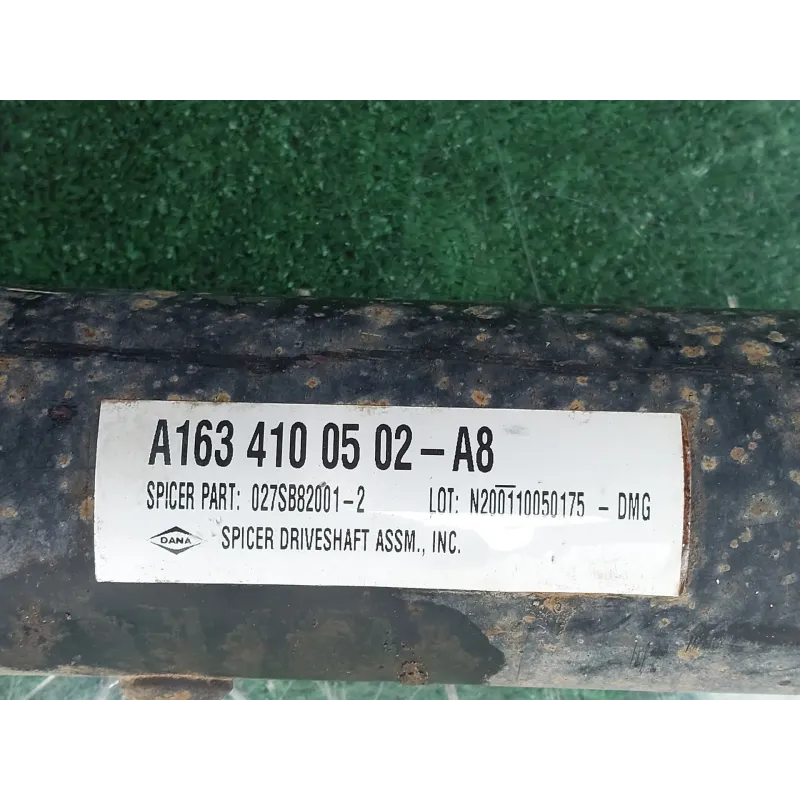 A163 410 05 02-A8
SPICER PART: 027SB82001-2 LOT: N200110050175 - DMG
DANA SPICER DRIVESHAFT ASSM., INC.